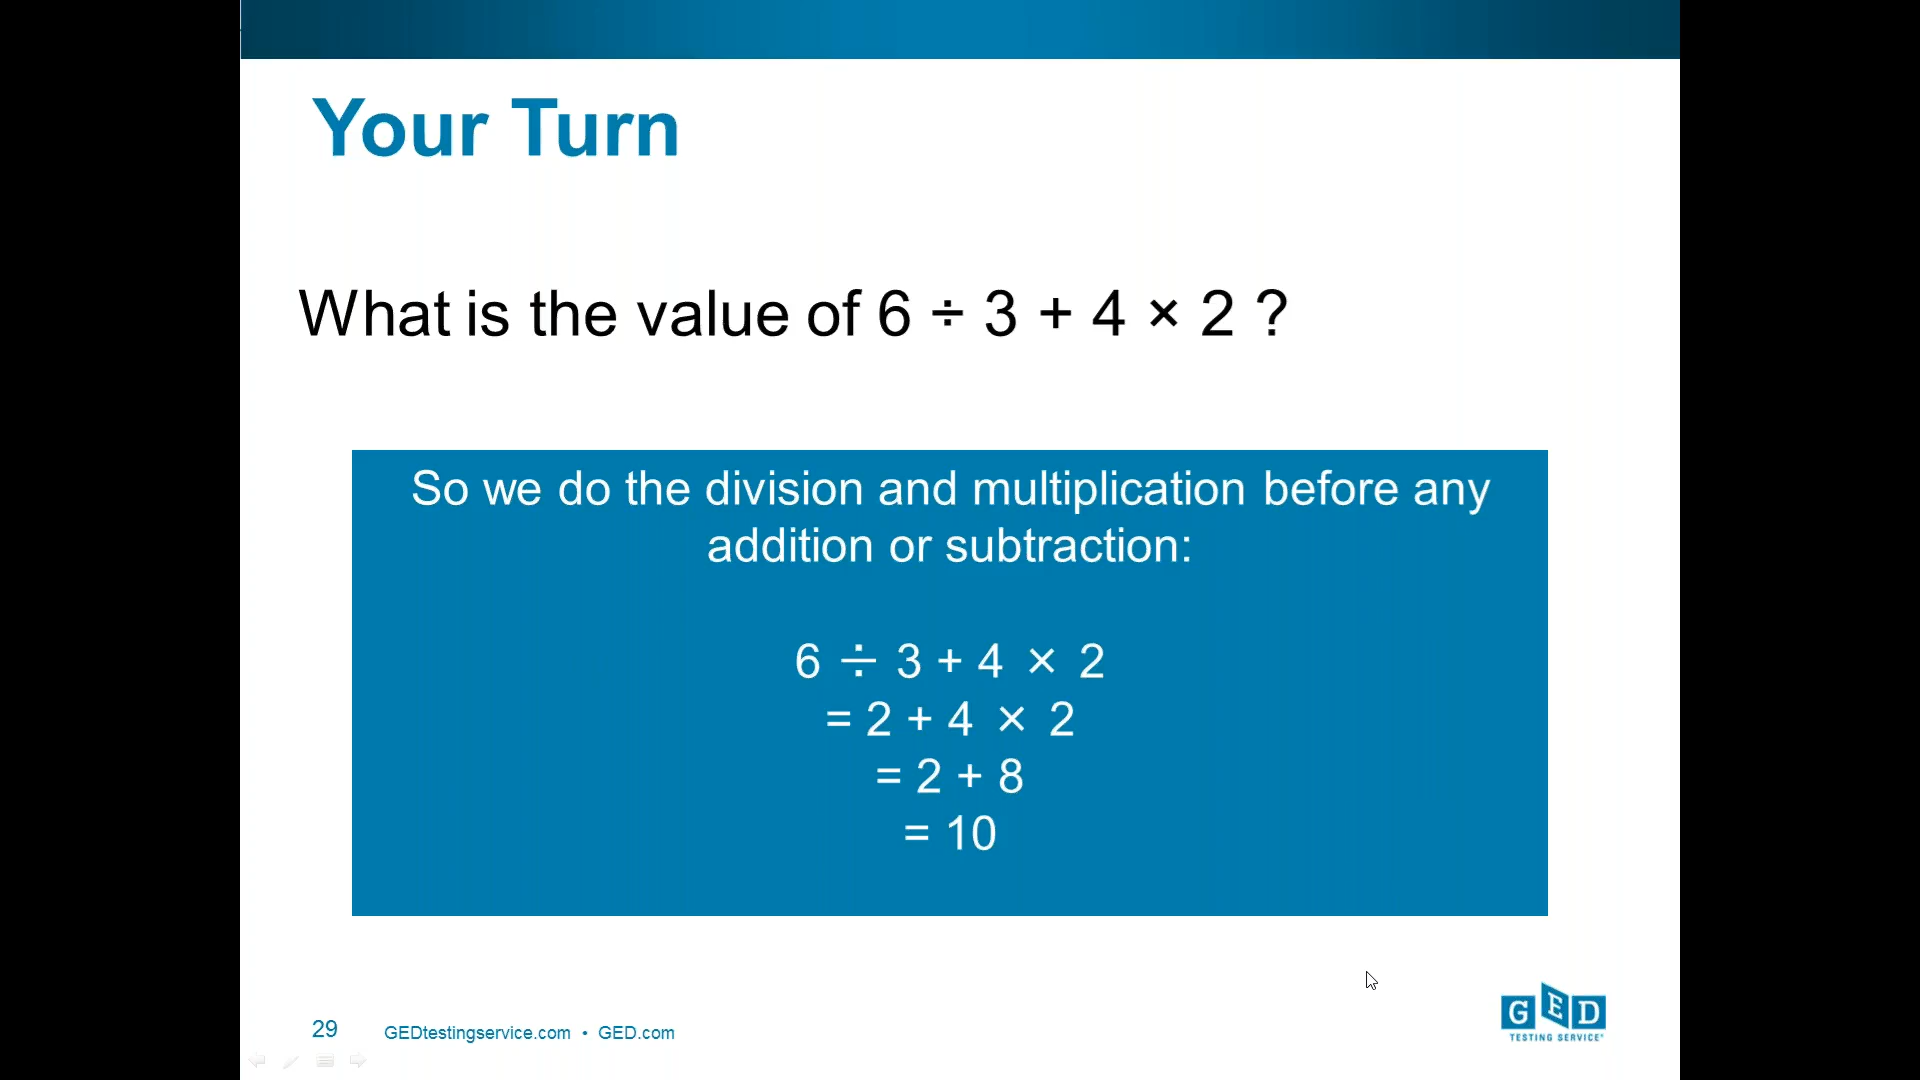 Your Turn
What is the value of 6 ÷ 3 + 4 × 2 ?
So we do the division and multiplication before any
addition or subtraction:
6 ÷ 3 + 4 × 2
= 2 + 4 × 2
= 2 + 8
= 10
29 GEDtestingservice.com • GED.com
GED
TESTING SERVICE®